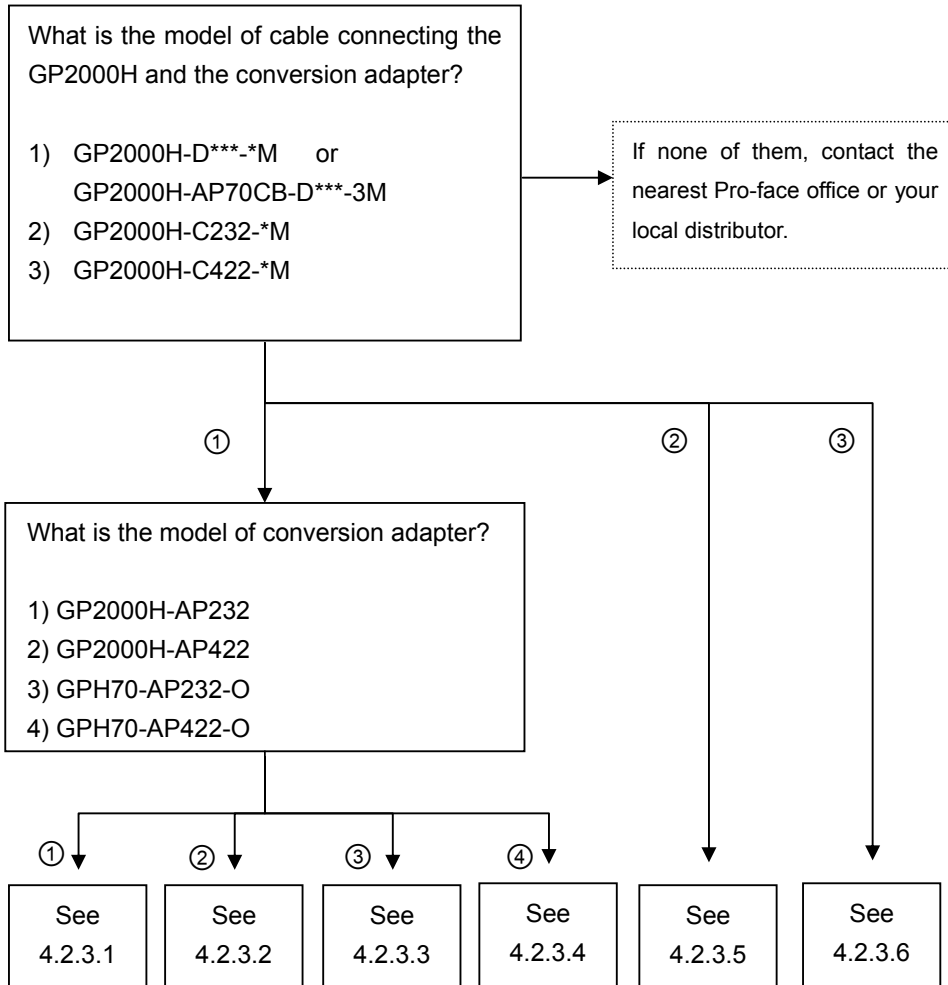 What is the model of cable connecting the
GP2000H and the conversion adapter?
1) GP2000H-D***-*M or
GP2000H-AP70CB-D***-3M
2) GP2000H-C232-*M
3) GP2000H-C422-*M
If none of them, contact the
nearest Pro-face office or your
local distributor.
① ② ③
What is the model of conversion adapter?
1) GP2000H-AP232
2) GP2000H-AP422
3) GPH70-AP232-O
4) GPH70-AP422-O
① ② ③ ④
See
4.2.3.1
See
4.2.3.2
See
4.2.3.3
See
4.2.3.4
See
4.2.3.5
See
4.2.3.6